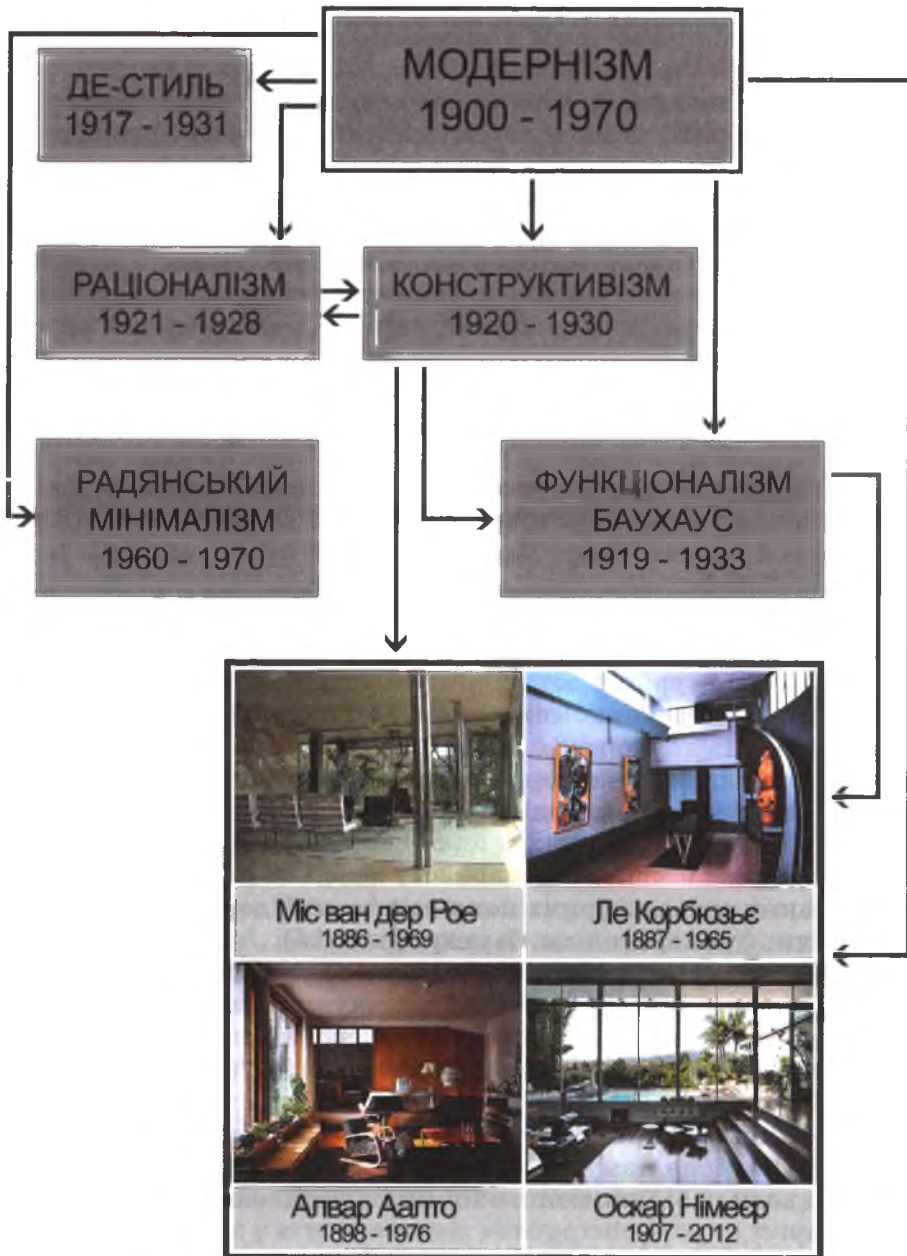 МОДЕРНІЗМ
1900 - 1970
ДЕ-СТИЛЬ
1917 - 1931
РАЦІОНАЛІЗМ
1921 - 1928
КОНСТРУКТИВІЗМ
1920 - 1930
РАДЯНСЬКИЙ
МІНІМАЛІЗМ
1960 - 1970
ФУНКЦІОНАЛІЗМ
БАУХАУС
1919 - 1933
Міс ван дер Рое
1886 - 1969
Ле Корбюзьє
1887 - 1965
Алвар Аалто
1898 - 1976
Оскар Німеєр
1907 - 2012